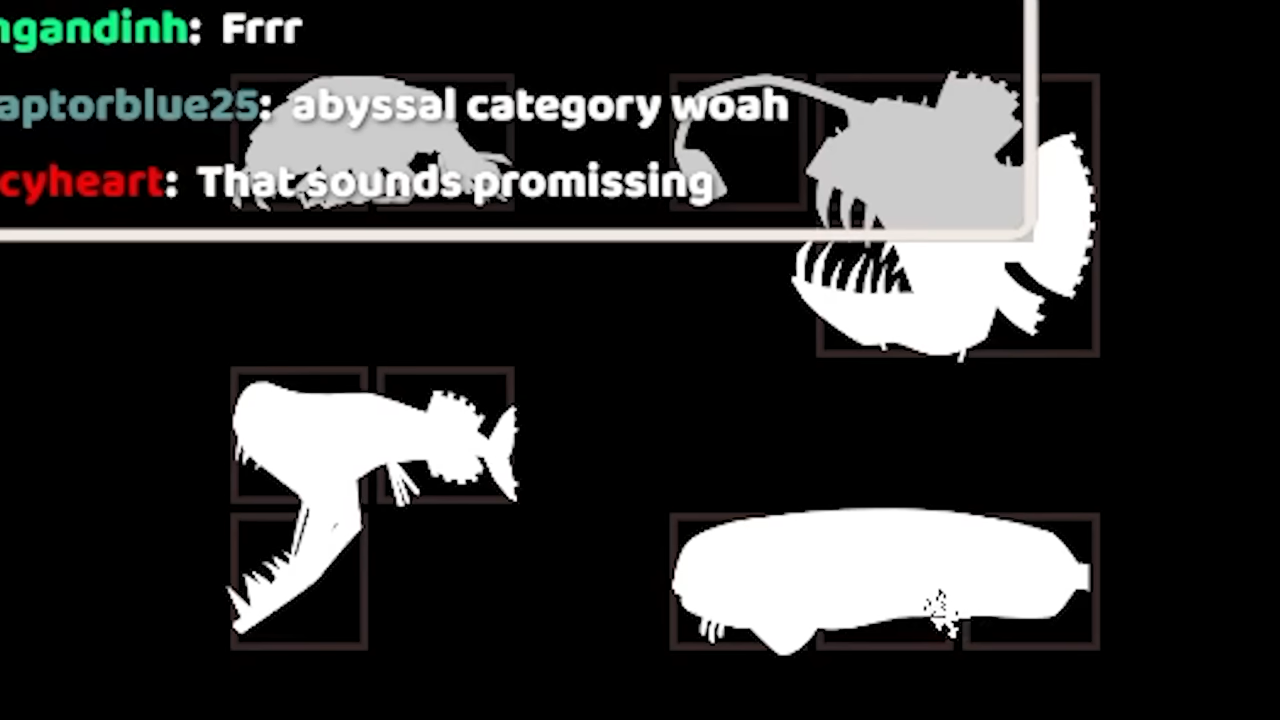 ngandinh: Frrr
aptorblue25: abyssal category woah
cyheart: That sounds promissing